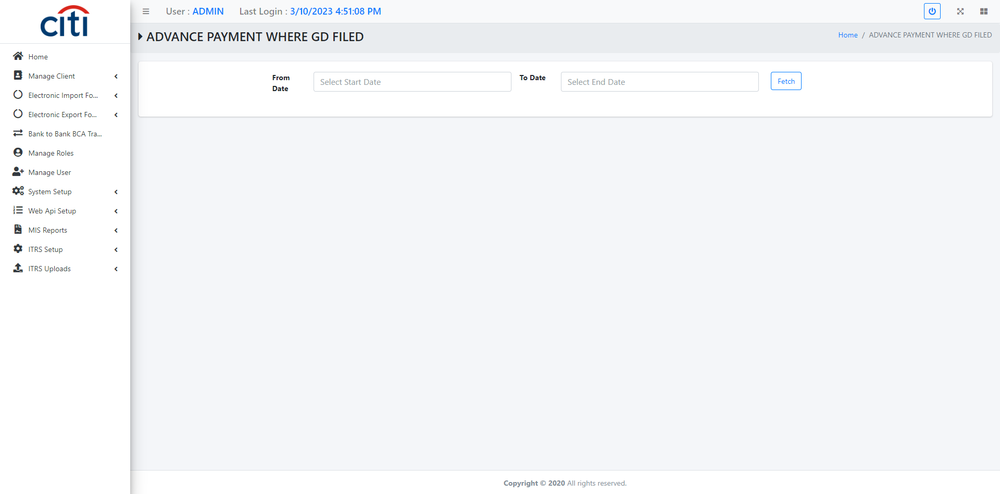 citi
User : ADMIN Last Login : 3/10/2023 4:51:08 PM
ADVANCE PAYMENT WHERE GD FILED
Home / ADVANCE PAYMENT WHERE GD FILED
Home
Manage Client
Electronic Import Fo...
Electronic Export Fo...
Bank to Bank BCA Tra...
Manage Roles
Manage User
System Setup
Web Api Setup
MIS Reports
ITRS Setup
ITRS Uploads
From
Date
Select Start Date
To Date
Select End Date
Fetch
Copyright © 2020 All rights reserved.